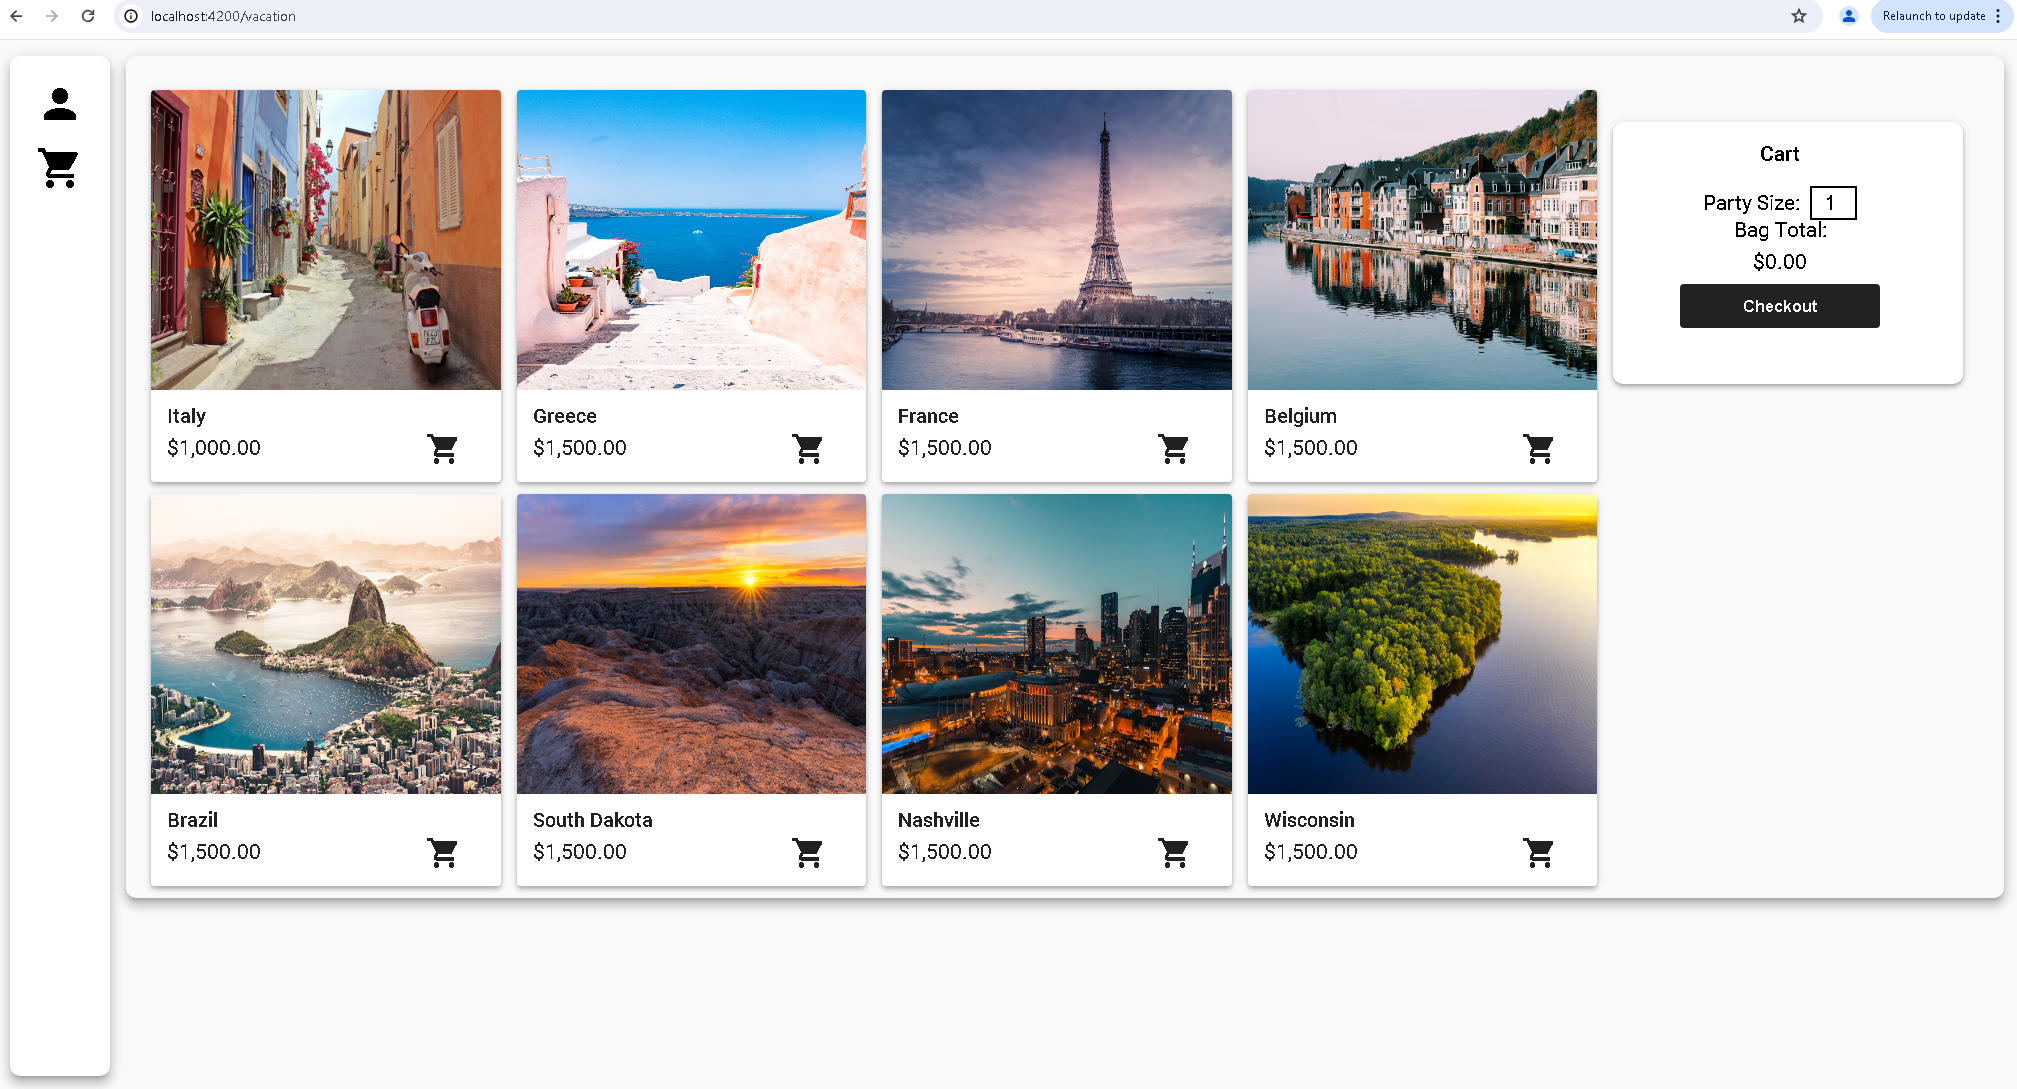 localhost:4200/vacation
Relaunch to update
Cart
Party Size: 1
Bag Total:
$0.00
Checkout
Italy
$1,000.00
Greece
$1,500.00
France
$1,500.00
Belgium
$1,500.00
Brazil
$1,500.00
South Dakota
$1,500.00
Nashville
$1,500.00
Wisconsin
$1,500.00